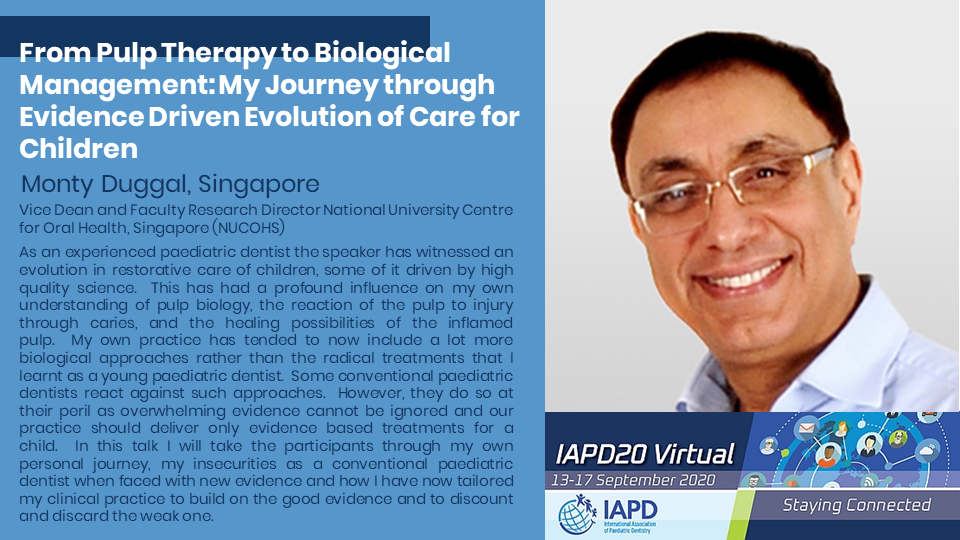 From Pulp Therapy to Biological
Management: My Journey through
Evidence Driven Evolution of Care for
Children
Monty Duggal, Singapore
Vice Dean and Faculty Research Director National University Centre
for Oral Health, Singapore (NUCOHS)
As an experienced paediatric dentist the speaker has witnessed an
evolution in restorative care of children, some of it driven by high
quality science. This has had a profound influence on my own
understanding of pulp biology, the reaction of the pulp to injury
through caries, and the healing possibilities of the inflamed
pulp. My own practice has tended to now include a lot more
biological approaches rather than the radical treatments that I
learnt as a young paediatric dentist. Some conventional paediatric
dentists react against such approaches. However, they do so at
their peril as overwhelming evidence cannot be ignored and our
practice should deliver only evidence based treatments for a
child. In this talk I will take the participants through my own
personal journey, my insecurities as a conventional paediatric
dentist when faced with new evidence and how I have now tailored
my clinical practice to build on the good evidence and to discount
and discard the weak one.
IAPD20 Virtual
13-17 September 2020
IAPD
International Association
of Paediatric Dentistry
Staying Connected